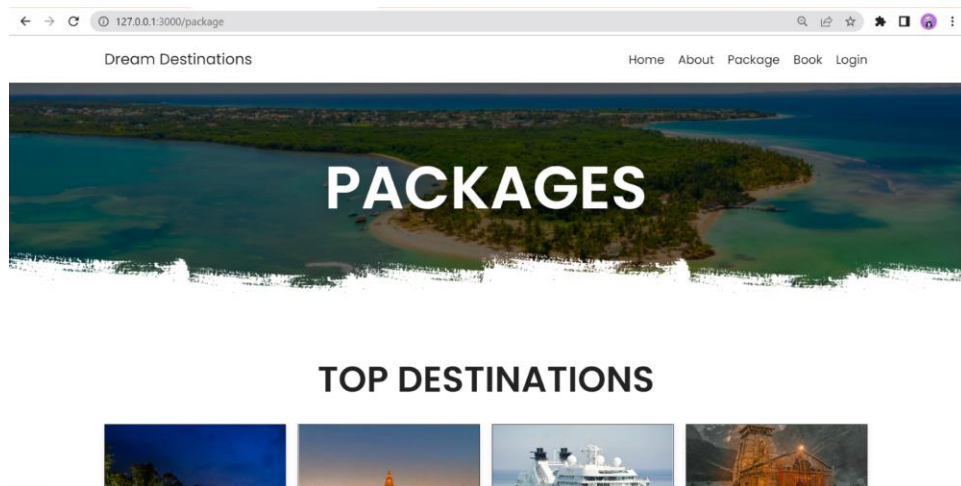 127.0.0.1:3000/package
Dream Destinations
Home About Package Book Login
PACKAGES
TOP DESTINATIONS